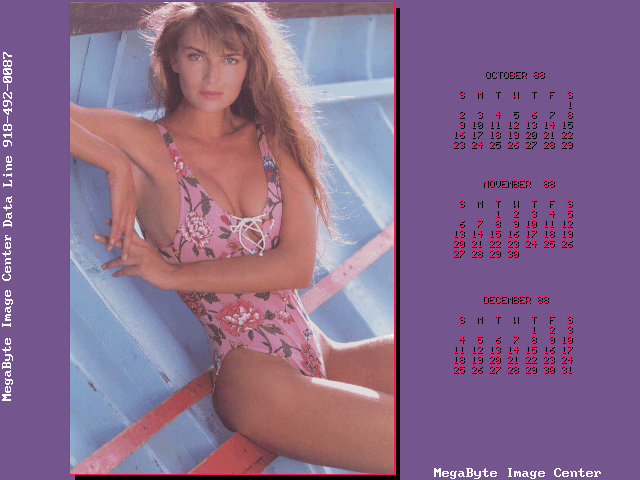 MegaByte Image Center Data Line 918-492-0087
OCTOBER 88
S M T W T F S
1
2 3 4 5 6 7 8
9 10 11 12 13 14 15
16 17 18 19 20 21 22
23 24 25 26 27 28 29
NOVEMBER 88
S M T W T F S
1 2 3 4 5
6 7 8 9 10 11 12
13 14 15 16 17 18 19
20 21 22 23 24 25 26
27 28 29 30
DECEMBER 88
S M T W T F S
1 2 3
4 5 6 7 8 9 10
11 12 13 14 15 16 17
18 19 20 21 22 23 24
25 26 27 28 29 30 31
MegaByte Image Center